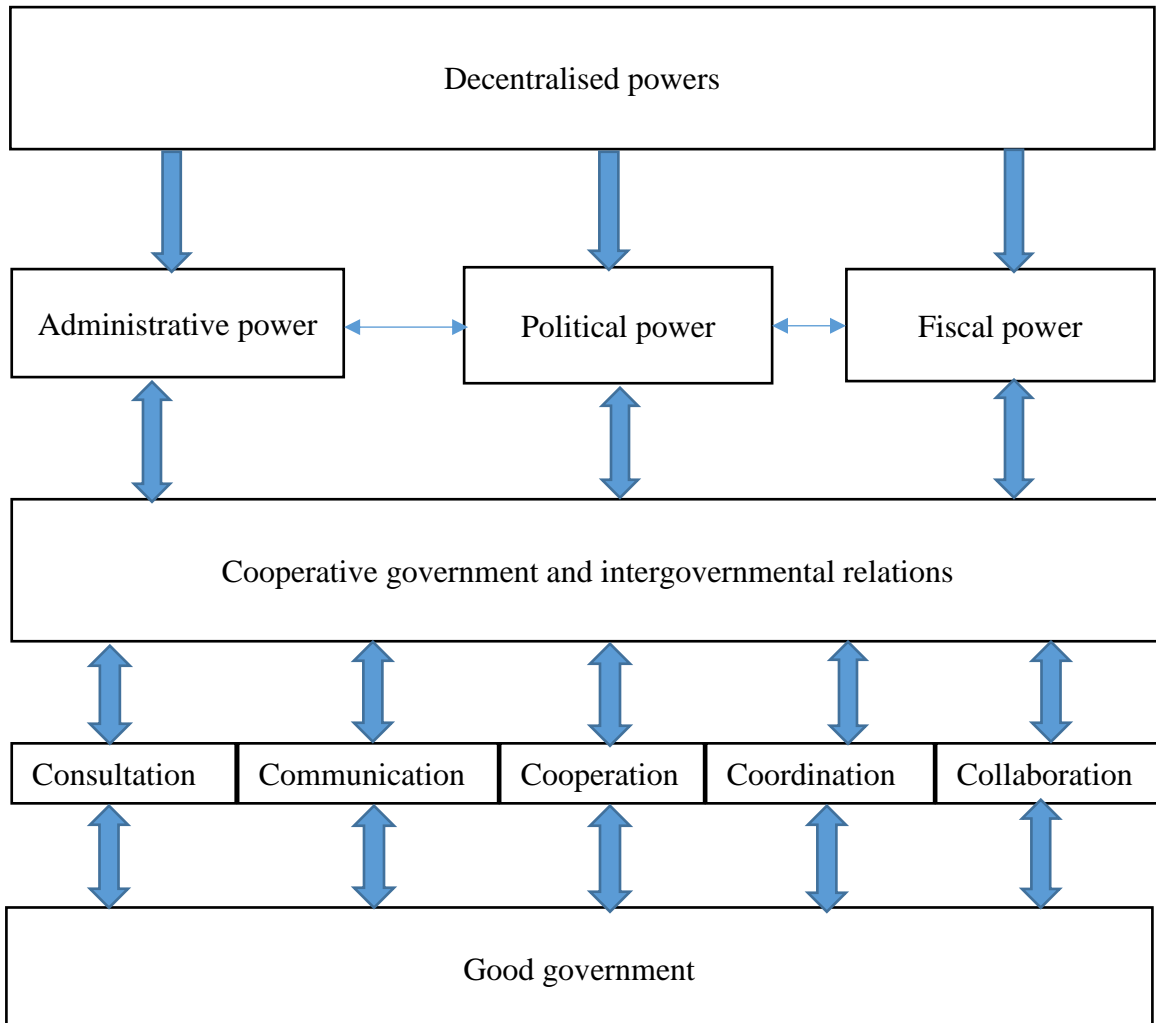 Decentralised powers
Administrative power
Political power
Fiscal power
Cooperative government and intergovernmental relations
Consultation
Communication
Cooperation
Coordination
Collaboration
Good government